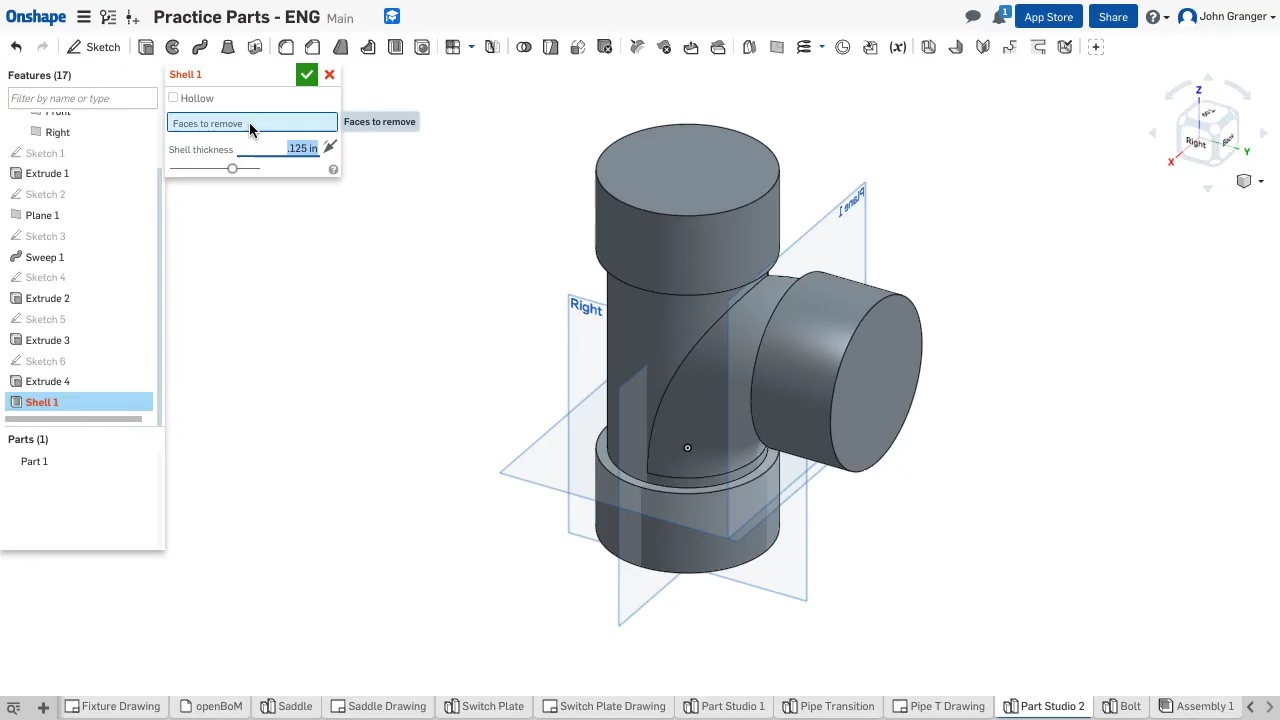 Onshape
Practice Parts - ENG Main
1
App Store
Share
John Granger
Sketch
Features (17)
Filter by name or type
Front
Right
Sketch 1
Extrude 1
Sketch 2
Plane 1
Sketch 3
Sweep 1
Sketch 4
Extrude 2
Sketch 5
Extrude 3
Sketch 6
Extrude 4
Shell 1
Parts (1)
Part 1
Shell 1
Hollow
Faces to remove
Faces to remove
Shell thickness .125 in
Plane 1
Right
Z
Right
Back
X
Y
Fixture Drawing
openBoM
Saddle
Saddle Drawing
Switch Plate
Switch Plate Drawing
Part Studio 1
Pipe Transition
Pipe T Drawing
Part Studio 2
Bolt
Assembly 1